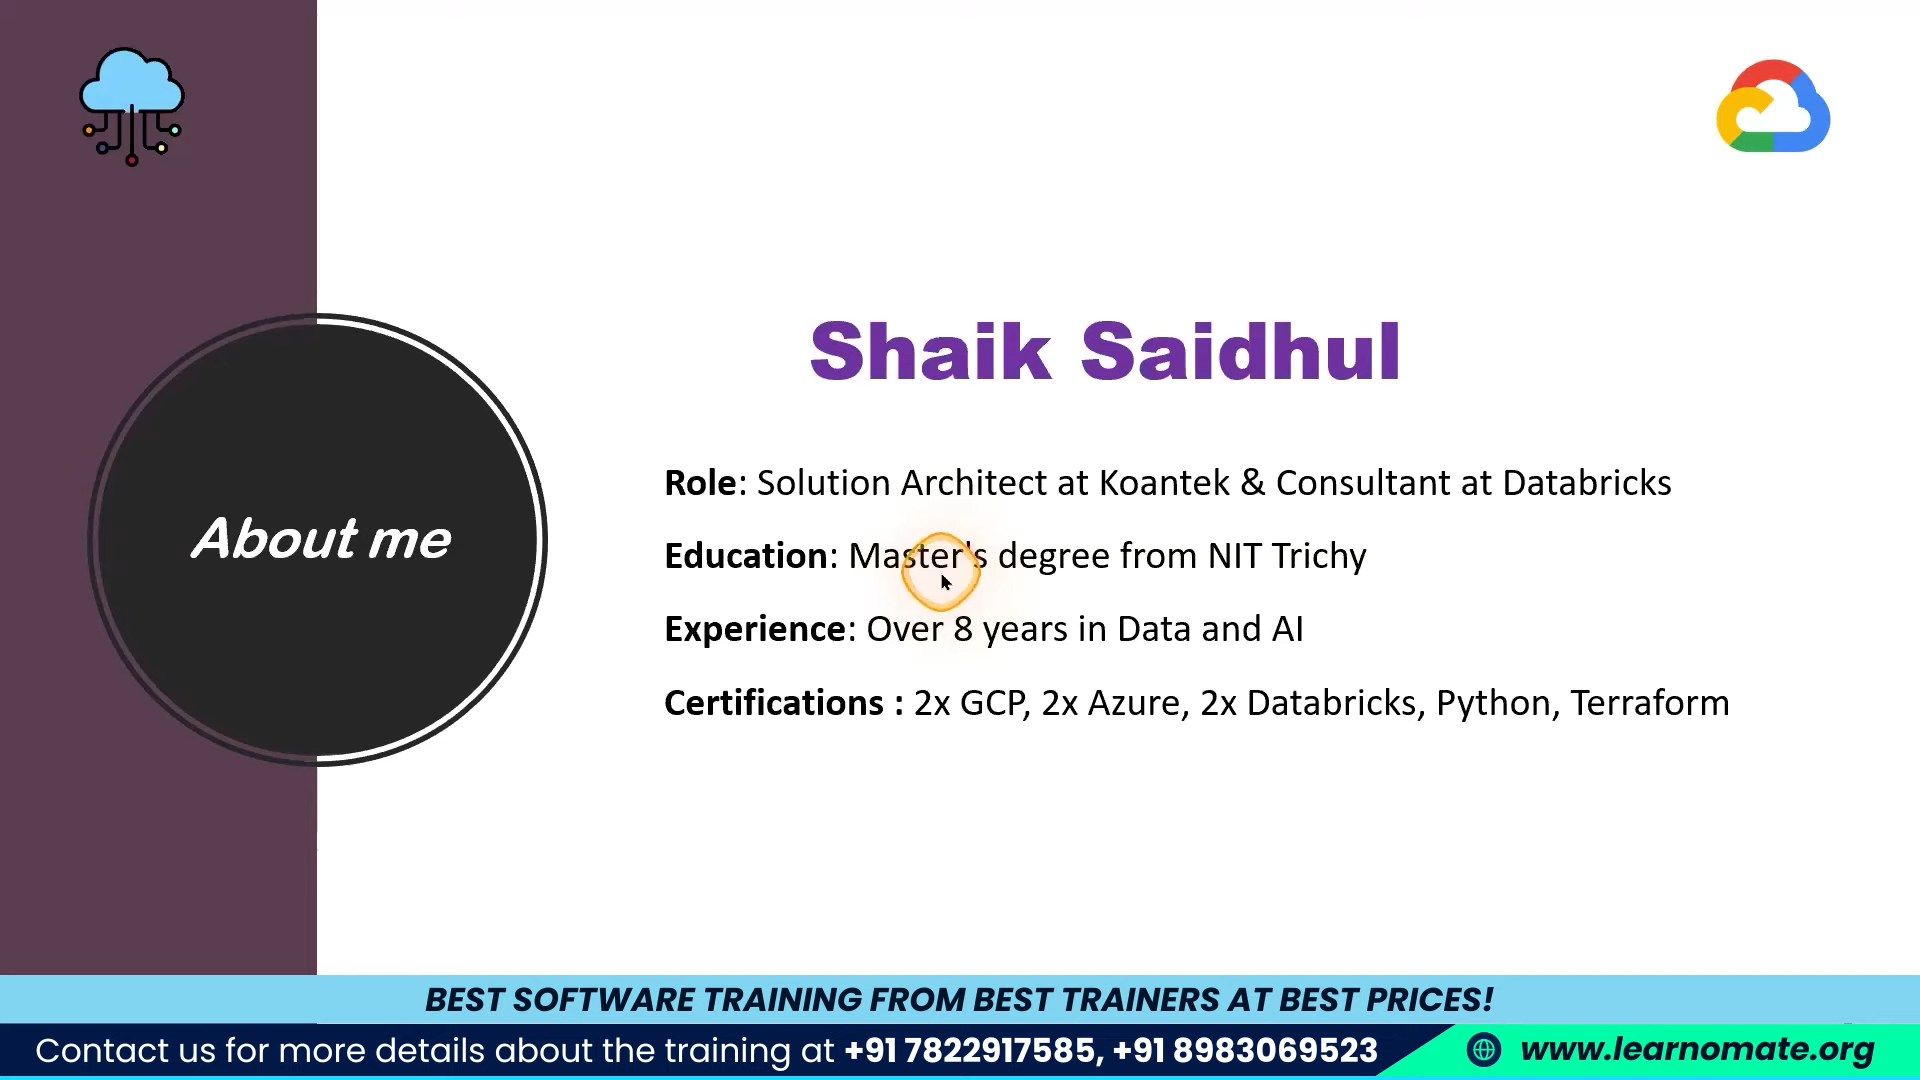 Shaik Saidhul
About me
Role: Solution Architect at Koantek & Consultant at Databricks
Education: Master's degree from NIT Trichy
Experience: Over 8 years in Data and AI
Certifications : 2x GCP, 2x Azure, 2x Databricks, Python, Terraform
BEST SOFTWARE TRAINING FROM BEST TRAINERS AT BEST PRICES!
Contact us for more details about the training at +91 7822917585, +91 8983069523
www.learnomate.org